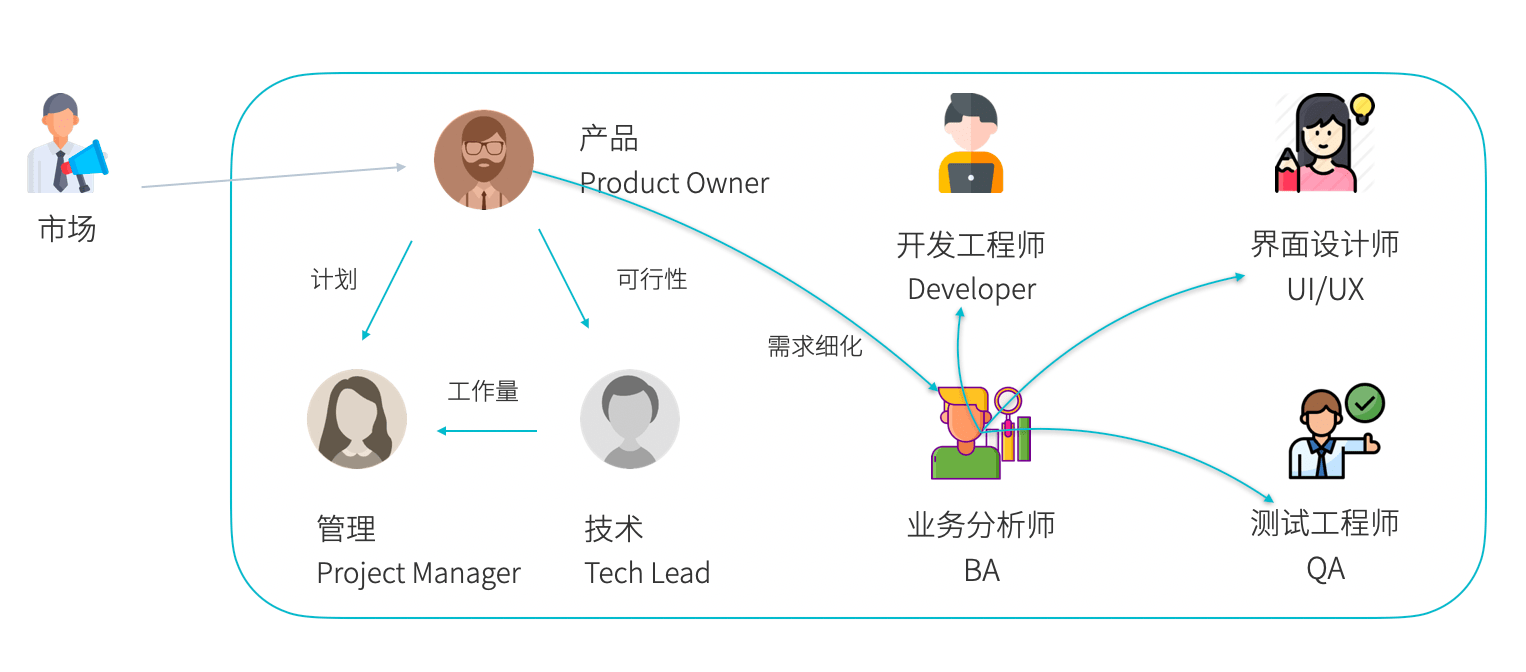 市场
产品
Product Owner
计划
可行性
工作量
管理
Project Manager
技术
Tech Lead
需求细化
开发工程师
Developer
界面设计师
UI/UX
业务分析师
BA
测试工程师
QA